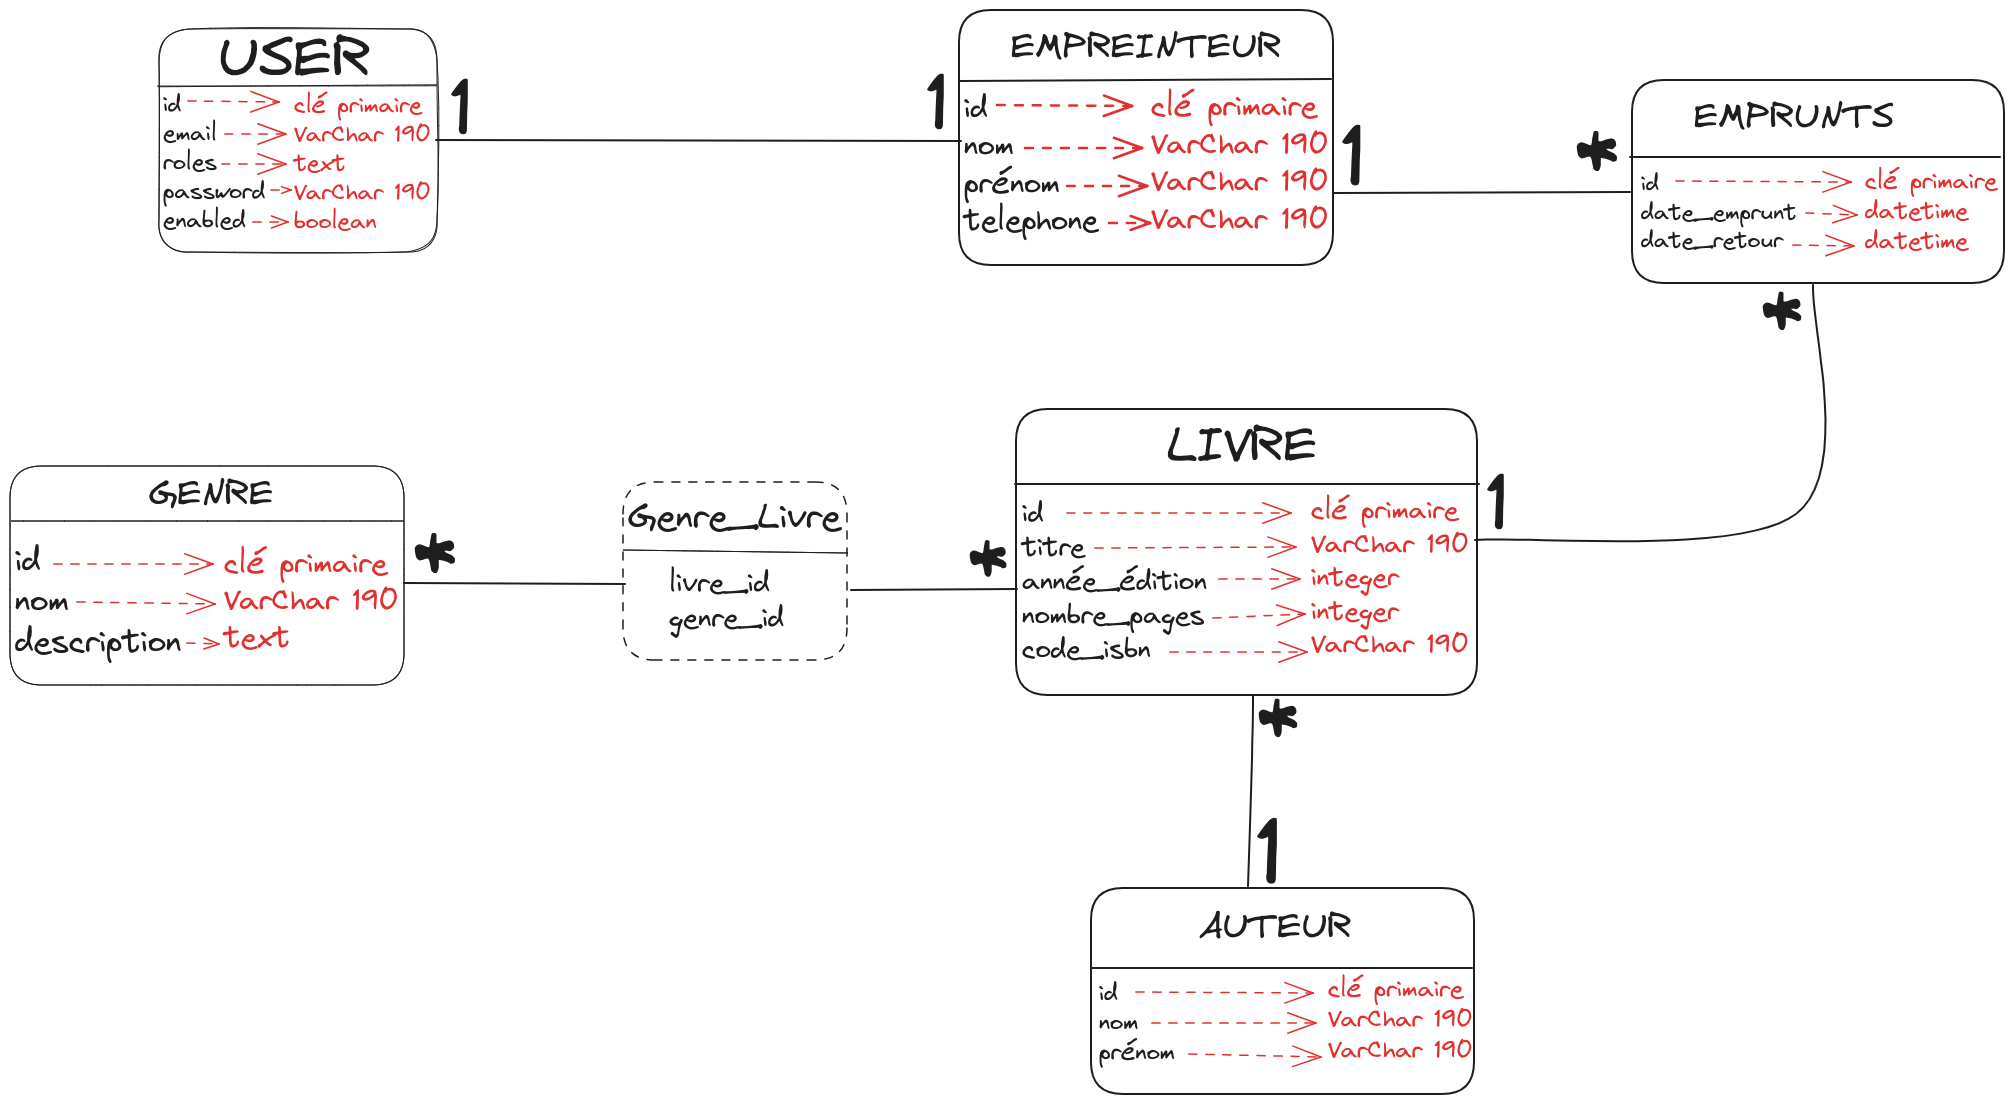 USER
id clé primaire
email VarChar 190
roles text
password VarChar 190
enabled boolean
1
1
EMPREINTEUR
id clé primaire
nom VarChar 190
prénom VarChar 190
telephone VarChar 190
1
*
EMPRUNTS
id clé primaire
date_emprunt datetime
date_retour datetime
*
GENRE
id clé primaire
nom VarChar 190
description text
*
Genre_Livre
livre_id
genre_id
*
LIVRE
id clé primaire
titre VarChar 190
année_édition integer
nombre_pages integer
code_isbn VarChar 190
1
*
1
AUTEUR
id clé primaire
nom VarChar 190
prénom VarChar 190